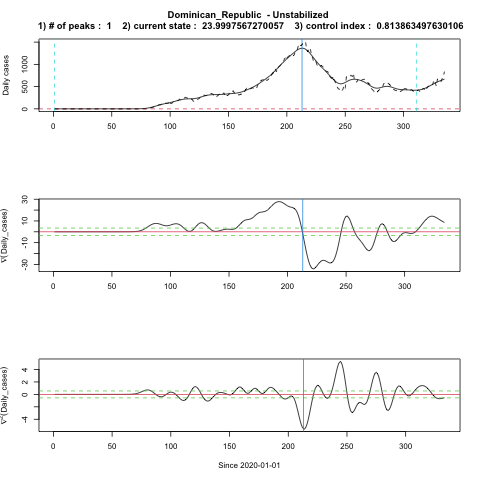 Dominican_Republic  - Unstabilized
1) # of peaks :  1    2) current state :  23.9997567270057    3) control index :  0.813863497630106
Daily cases
0 500 1000
0 50 100 150 200 250 300
∇(Daily_cases)
-30 -10 10 30
0 50 100 150 200 250 300
∇²(Daily_cases)
-4 0 2 4
0 50 100 150 200 250 300
Since 2020-01-01